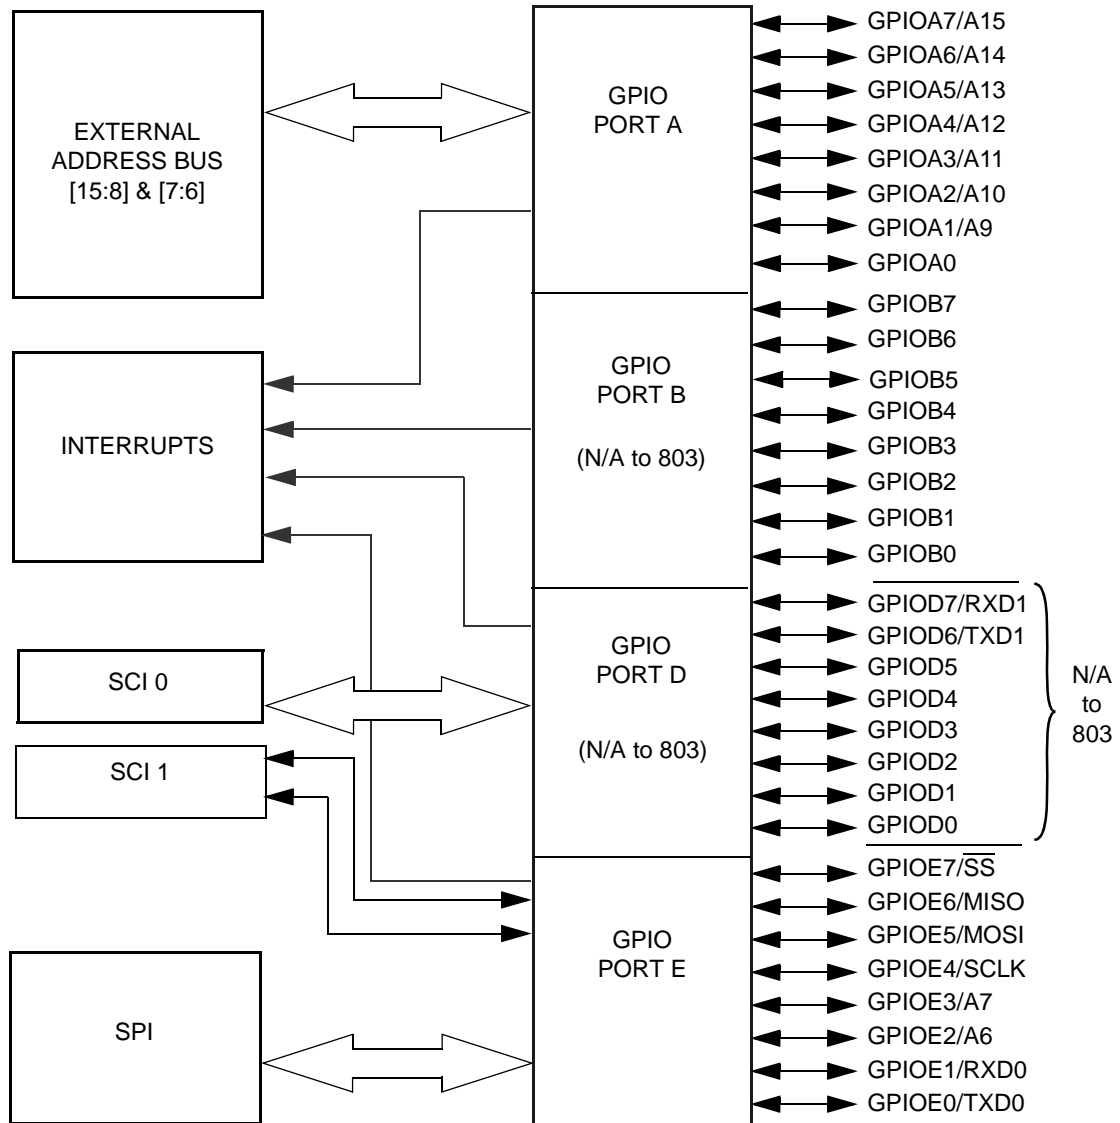 EXTERNAL
ADDRESS BUS
[15:8] & [7:6]
INTERRUPTS
SCI 0
SCI 1
SPI
GPIO
PORT A
GPIO
PORT B
(N/A to 803)
GPIO
PORT D
(N/A to 803)
GPIO
PORT E
GPIOA7/A15
GPIOA6/A14
GPIOA5/A13
GPIOA4/A12
GPIOA3/A11
GPIOA2/A10
GPIOA1/A9
GPIOA0
GPIOB7
GPIOB6
GPIOB5
GPIOB4
GPIOB3
GPIOB2
GPIOB1
GPIOB0
GPIOD7/RXD1
GPIOD6/TXD1
GPIOD5
GPIOD4
GPIOD3
GPIOD2
GPIOD1
GPIOD0
N/A
to
803
GPIOE7/S̅S̅
GPIOE6/MISO
GPIOE5/MOSI
GPIOE4/SCLK
GPIOE3/A7
GPIOE2/A6
GPIOE1/RXD0
GPIOE0/TXD0